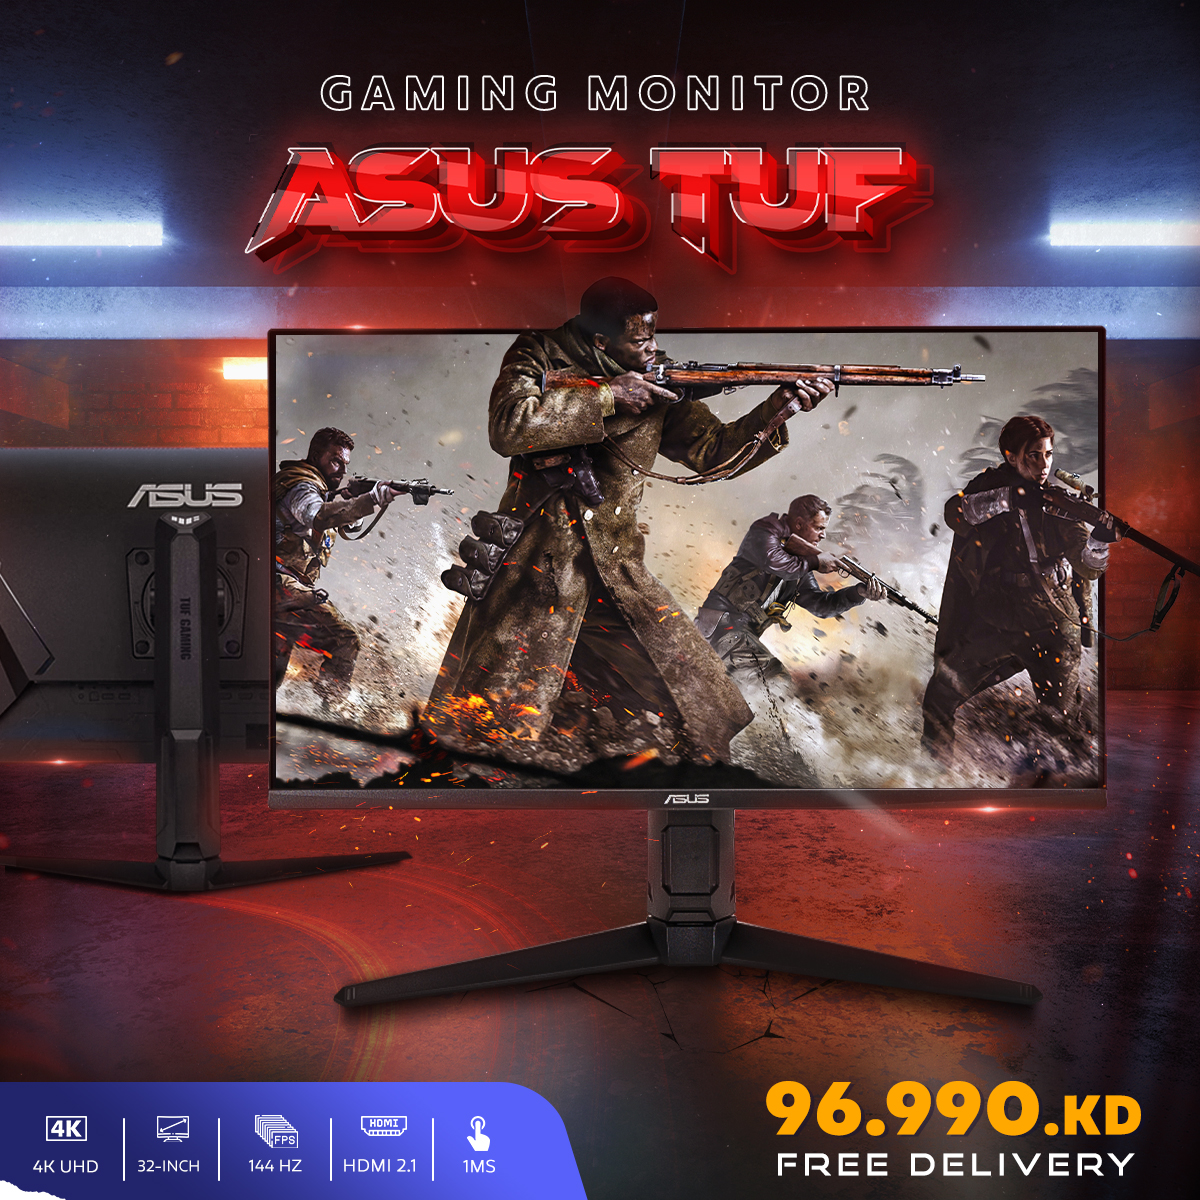 GAMING MONITOR
ASUS TUF
ASUS
TUF GAMING
ASUS
4K
FPS
HDMI
4K UHD
32-INCH
144 HZ
HDMI 2.1
1MS
96.990.KD
FREE DELIVERY